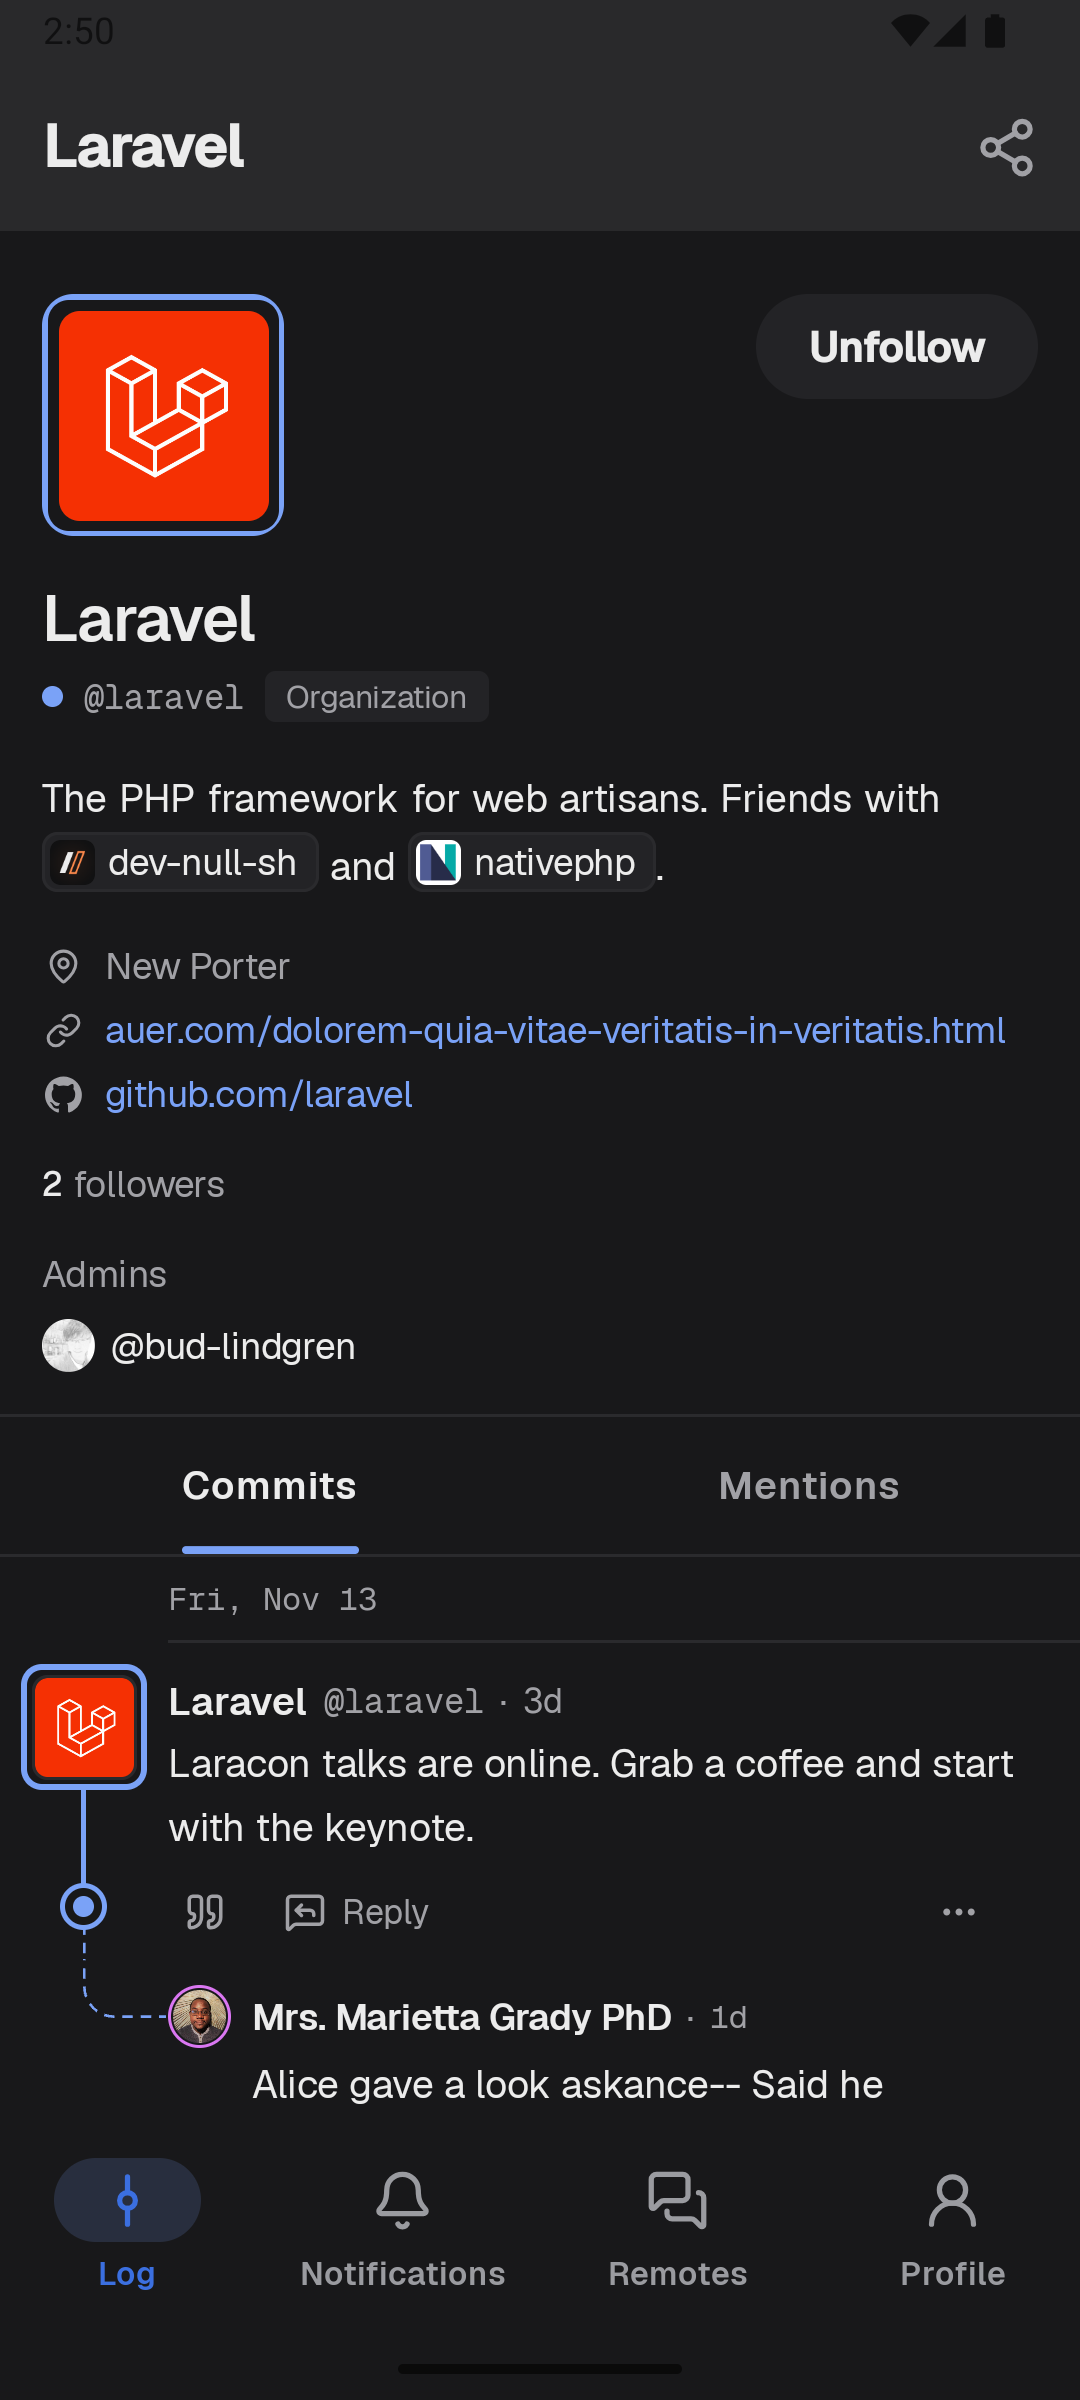 2:50
Laravel
Unfollow
Laravel
@laravel Organization
The PHP framework for web artisans. Friends with
dev-null-sh and nativephp.
New Porter
auer.com/dolorem-quia-vitae-veritatis-in-veritatis.html
github.com/laravel
2 followers
Admins
@bud-lindgren
Commits Mentions
Fri, Nov 13
Laravel @laravel · 3d
Laracon talks are online. Grab a coffee and start
with the keynote.
Reply
Mrs. Marietta Grady PhD · 1d
Alice gave a look askance-- Said he
Log Notifications Remotes Profile